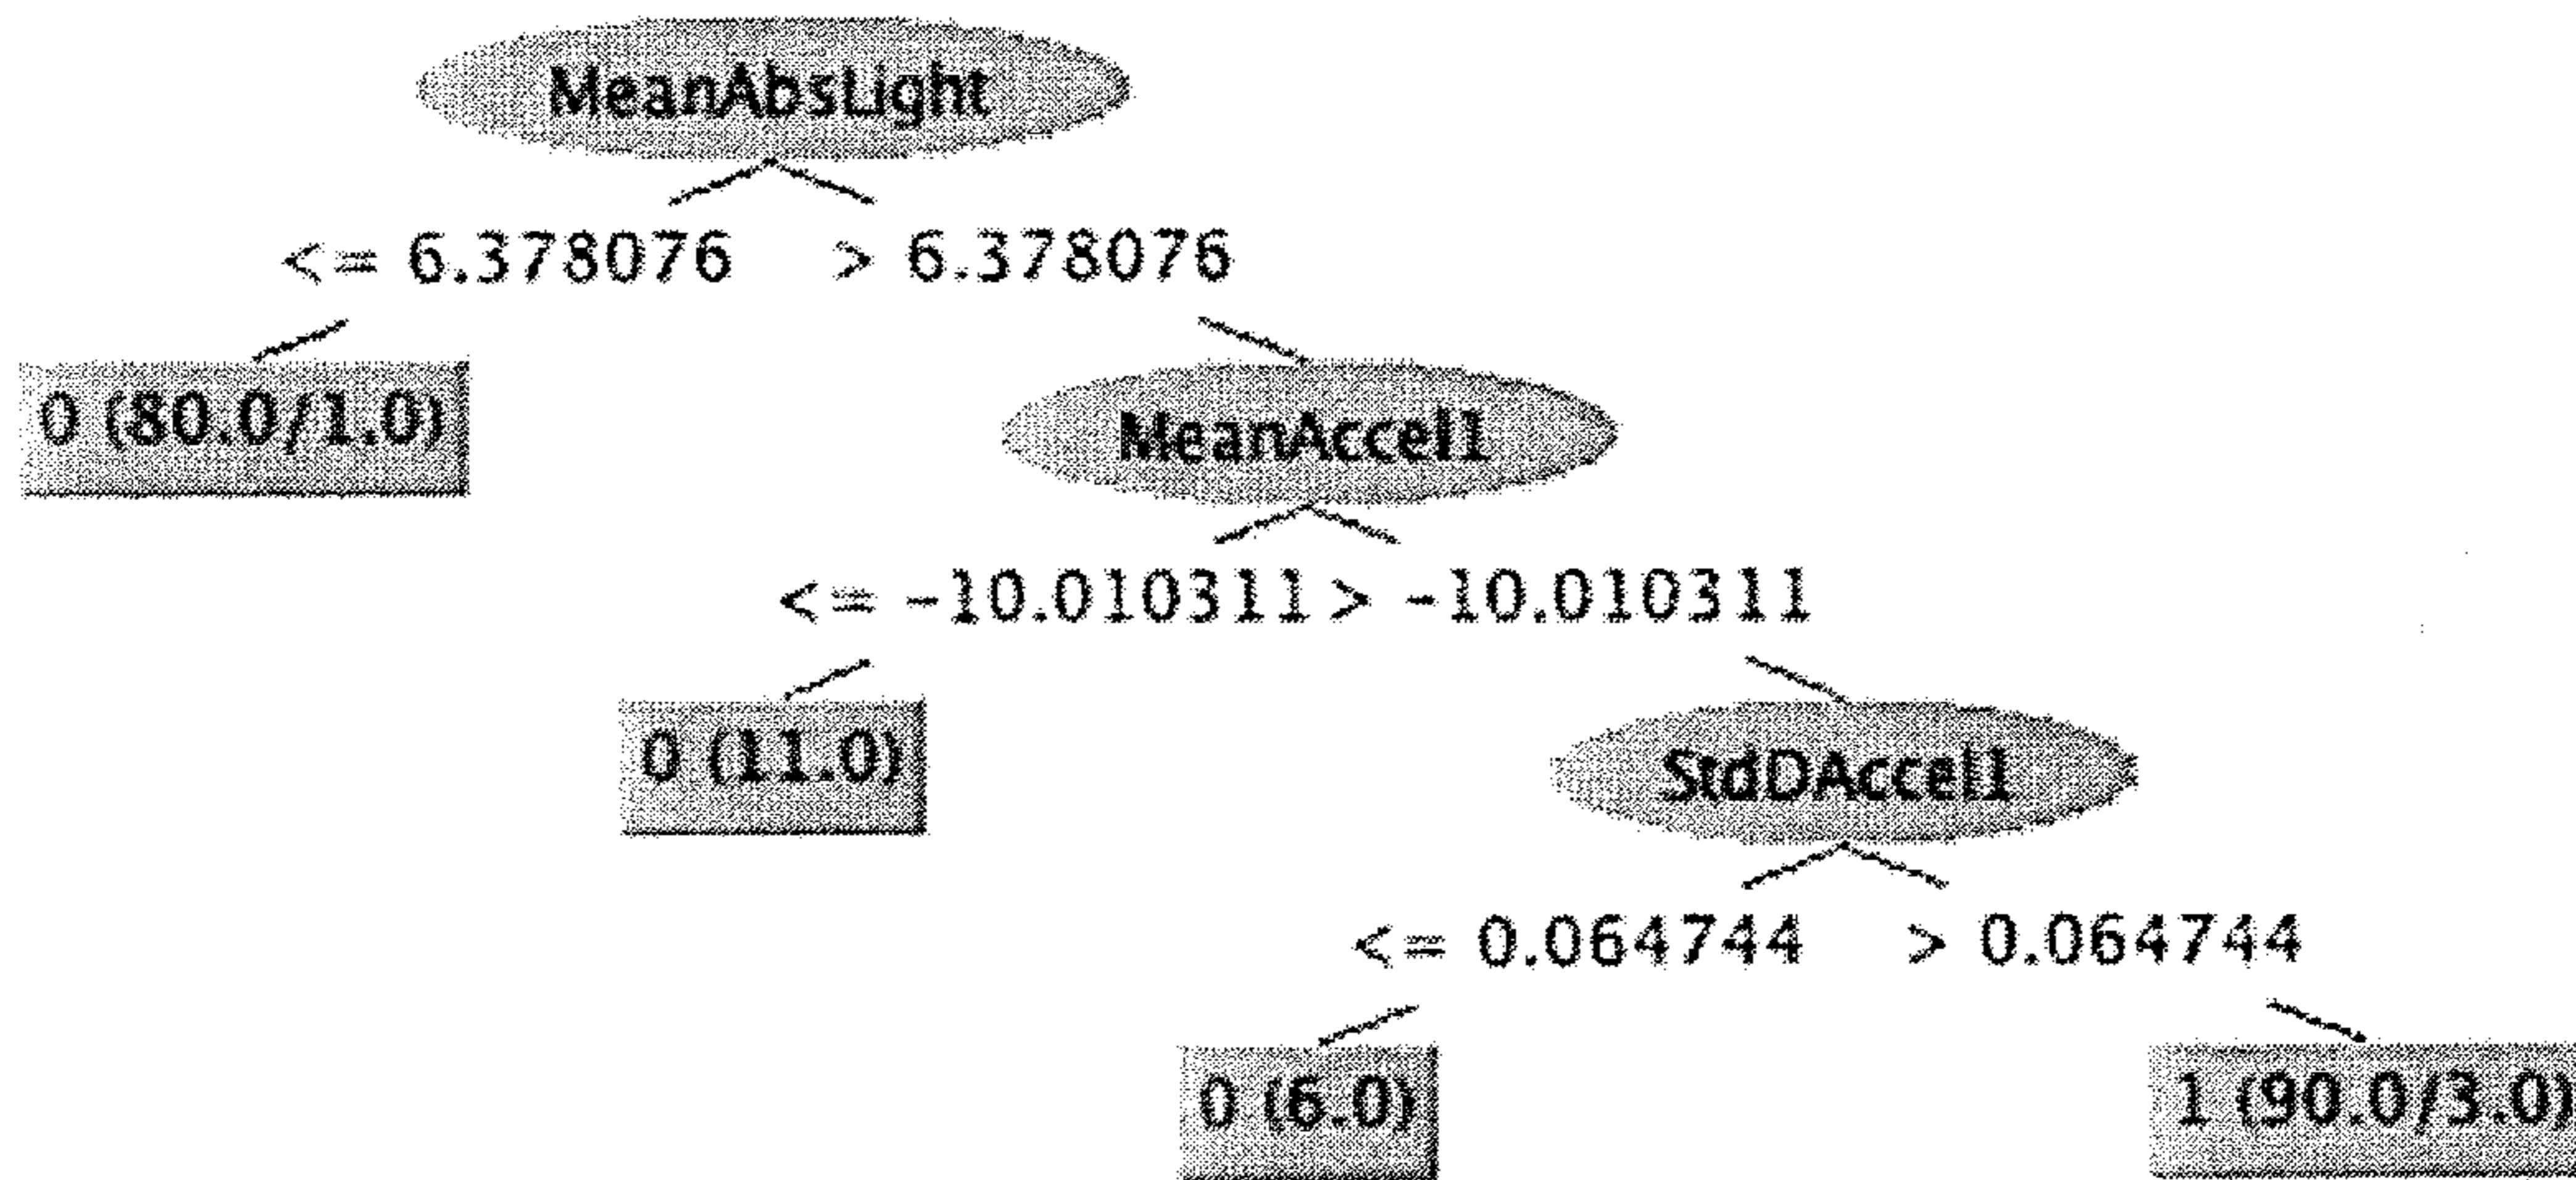 MeanAbsLight
<= 6.378076 > 6.378076
0 (80.0/1.0)
MeanAccel1
<= -10.010311 > -10.010311
0 (11.0)
StdDAccel1
<= 0.064744 > 0.064744
0 (6.0)
1 (90.0/3.0)